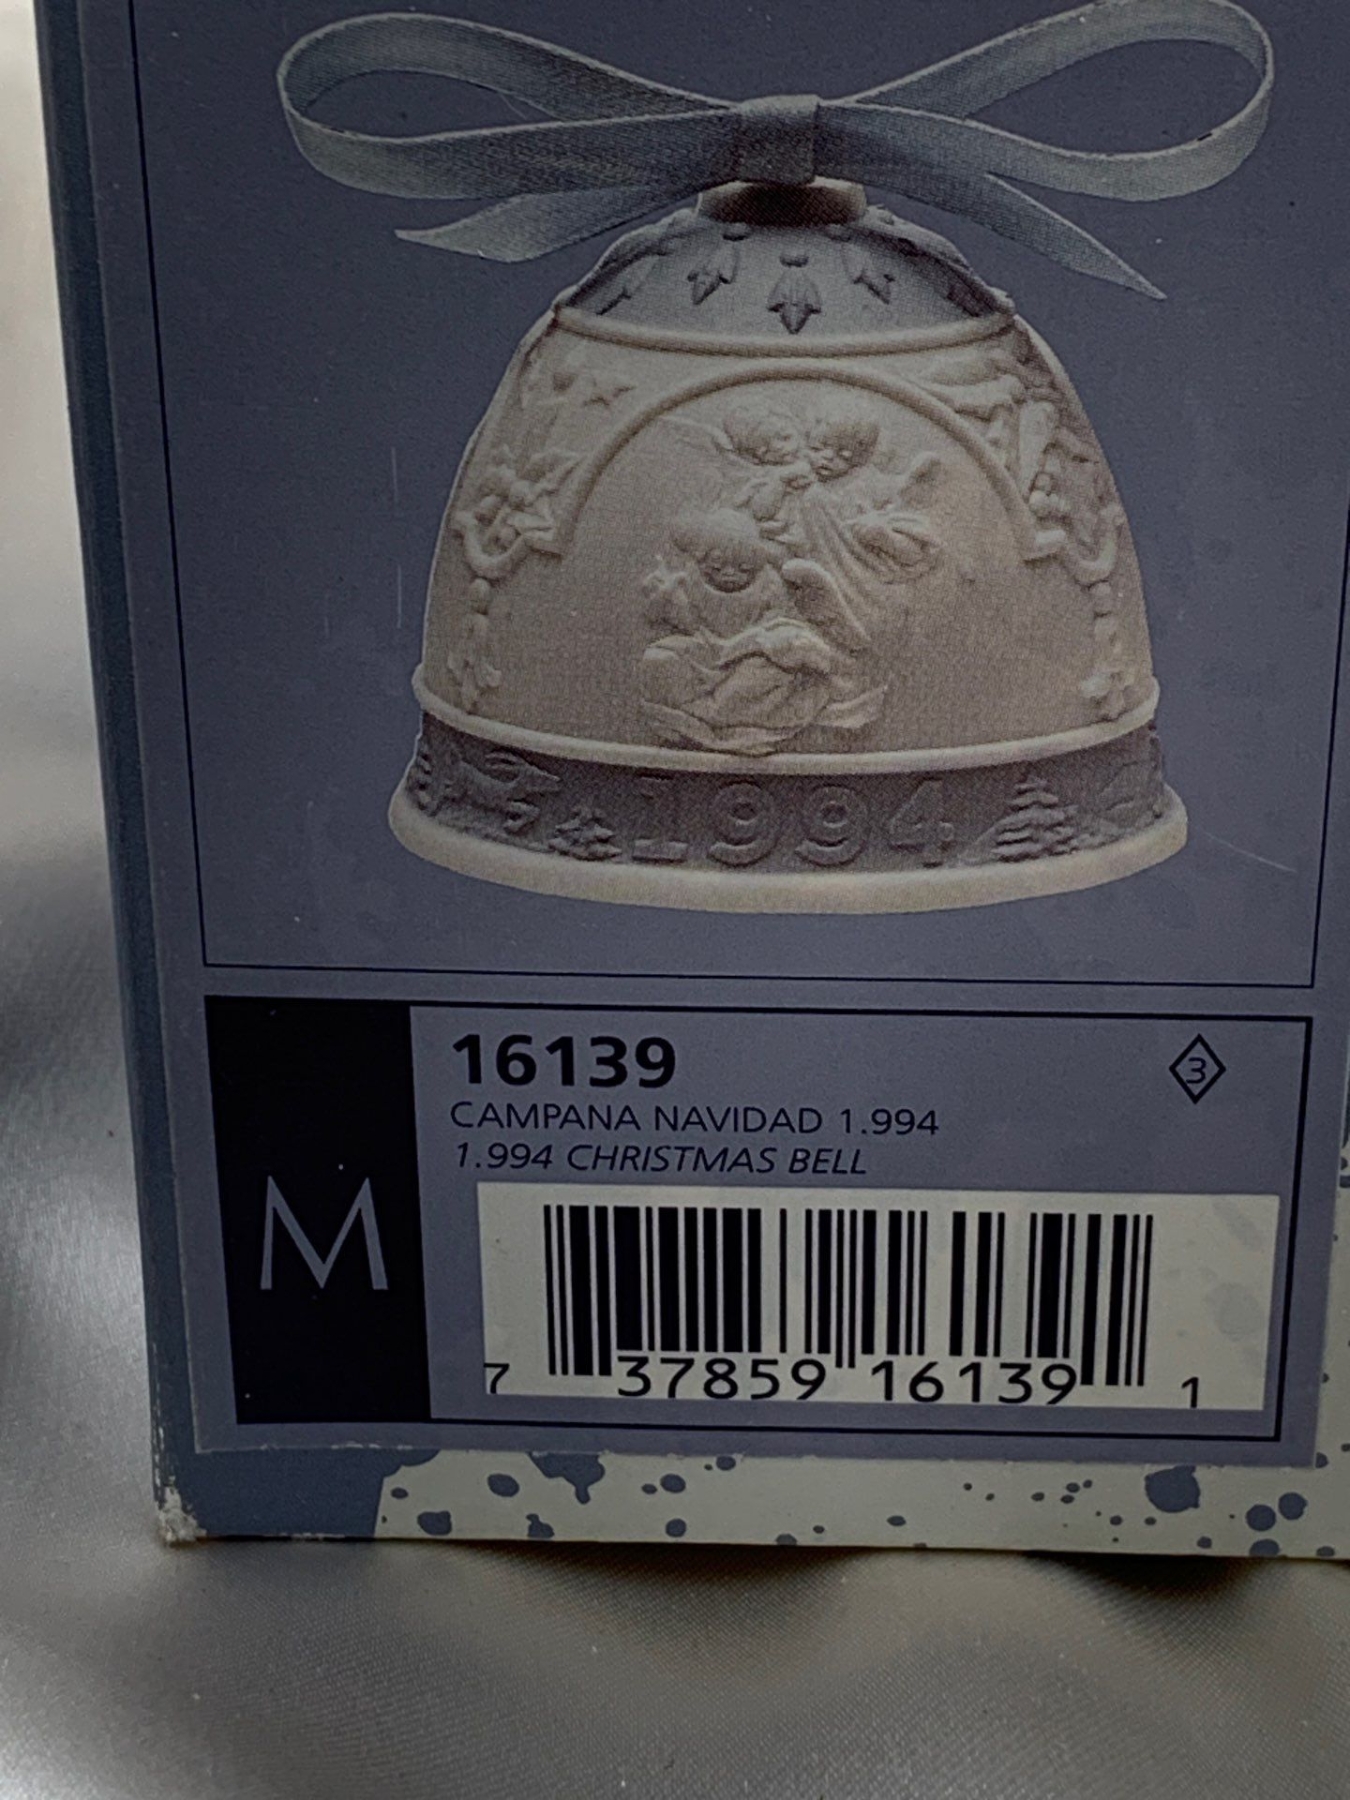 1994
16139
3
CAMPANA NAVIDAD 1.994
1.994 CHRISTMAS BELL
M
7 37859 16139 1